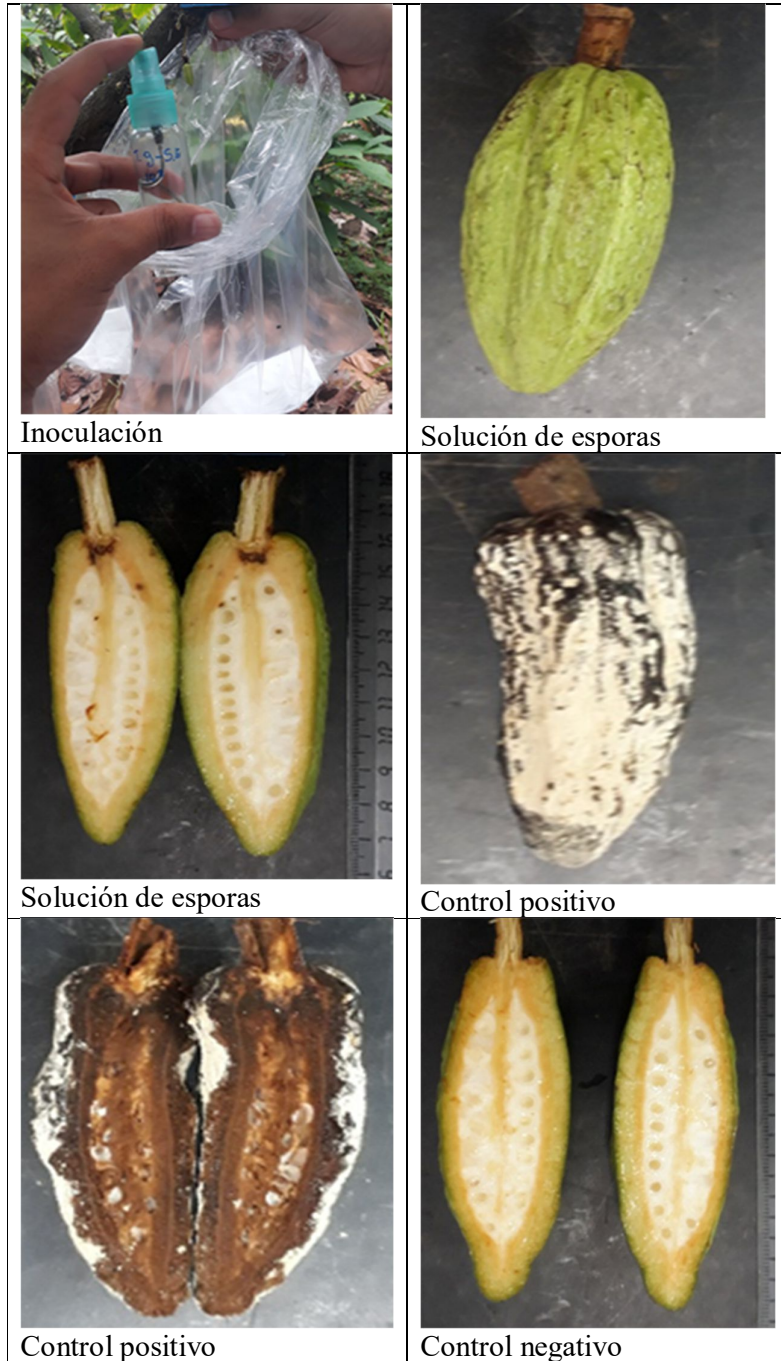 Inoculación
Solución de esporas
Solución de esporas
Control positivo
Control positivo
Control negativo